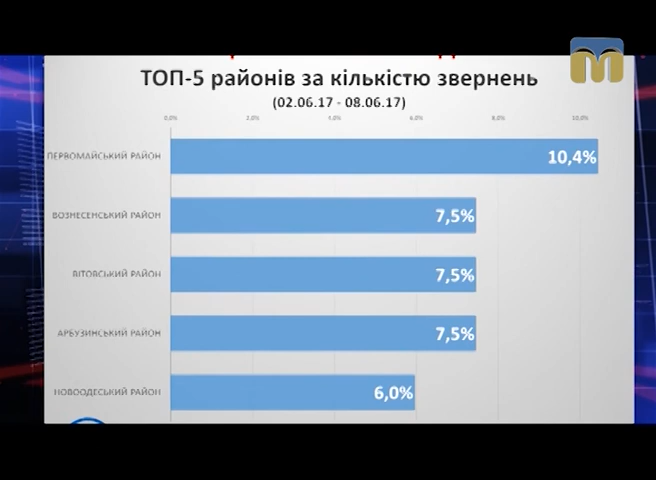 ТОП-5 районів за кількістю звернень
(02.06.17 - 08.06.17)
0,0% 2,0% 4,0% 6,0% 8,0% 10,0%
ПЕРВОМАЙСЬКИЙ РАЙОН 10,4%
ВОЗНЕСЕНСЬКИЙ РАЙОН 7,5%
ВІТОВСЬКИЙ РАЙОН 7,5%
АРБУЗИНСЬКИЙ РАЙОН 7,5%
НОВООДЕСЬКИЙ РАЙОН 6,0%